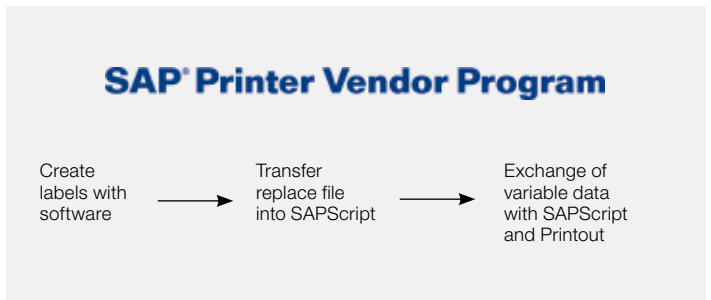 SAP® Printer Vendor Program
Create
labels with
software
Transfer
replace file
into SAPScript
Exchange of
variable data
with SAPScript
and Printout